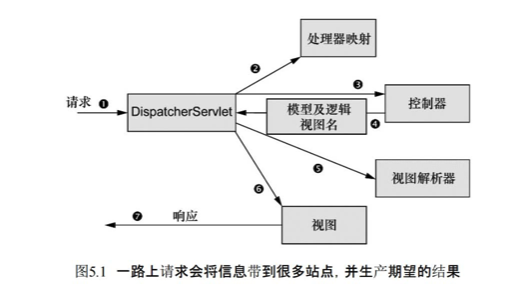 处理器映射
❷
❸
请求 ❶
DispatcherServlet
模型及逻辑
视图名
❹
控制器
❺
视图解析器
❻
❼ 响应
视图
图5.1 一路上请求会将信息带到很多站点, 并生产期望的结果